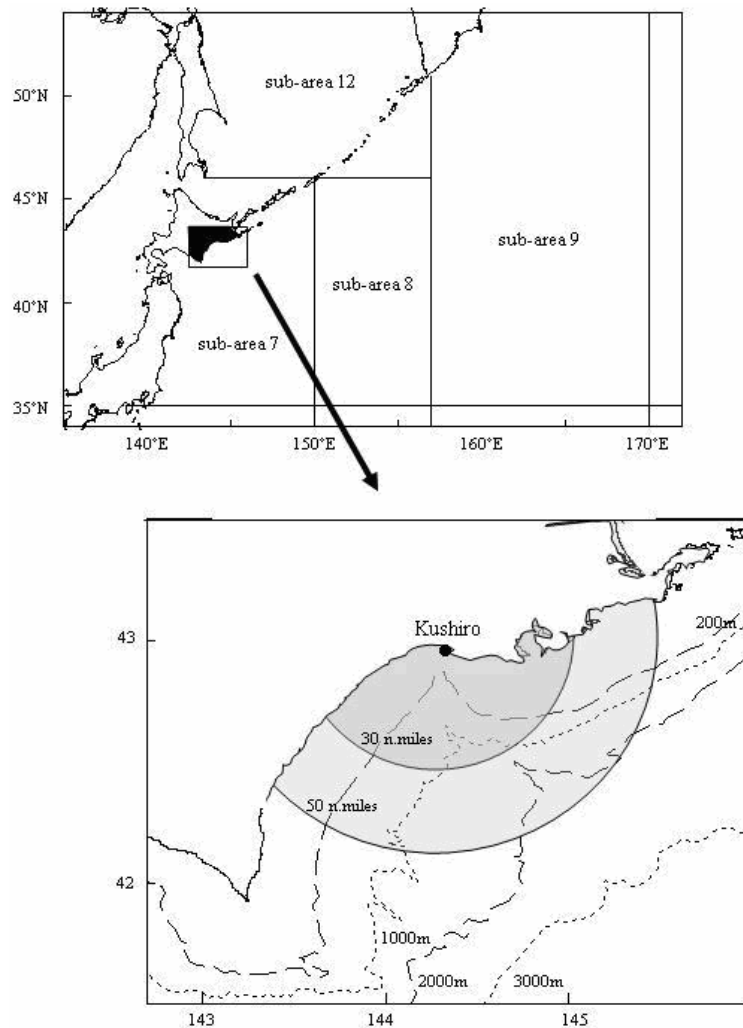 50°N
45°N
40°N
35°N
140°E
150°E
160°E
170°E
sub-area 12
sub-area 9
sub-area 8
sub-area 7
43
42
Kushiro
200m
30 n.miles
50 n.miles
1000m
2000m
3000m
143
144
145